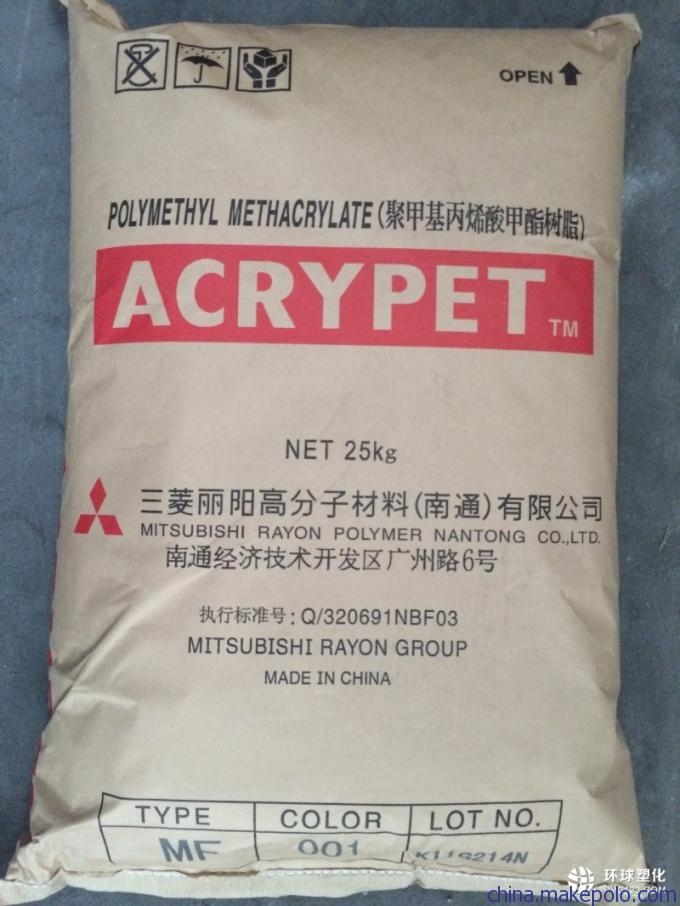 OPEN
POLYMETHYL METHACRYLATE(聚甲基丙烯酸甲酯树脂)
ACRYPET TM
NET 25kg
三菱丽阳高分子材料(南通)有限公司
MITSUBISHI RAYON POLYMER NANTONG CO.,LTD.
南通经济技术开发区广州路6号
执行标准号:Q/320691NBF03
MITSUBISHI RAYON GROUP
MADE IN CHINA
TYPE COLOR LOT NO.
MF 001 K11G214N
环球塑化
china.makepolo.com